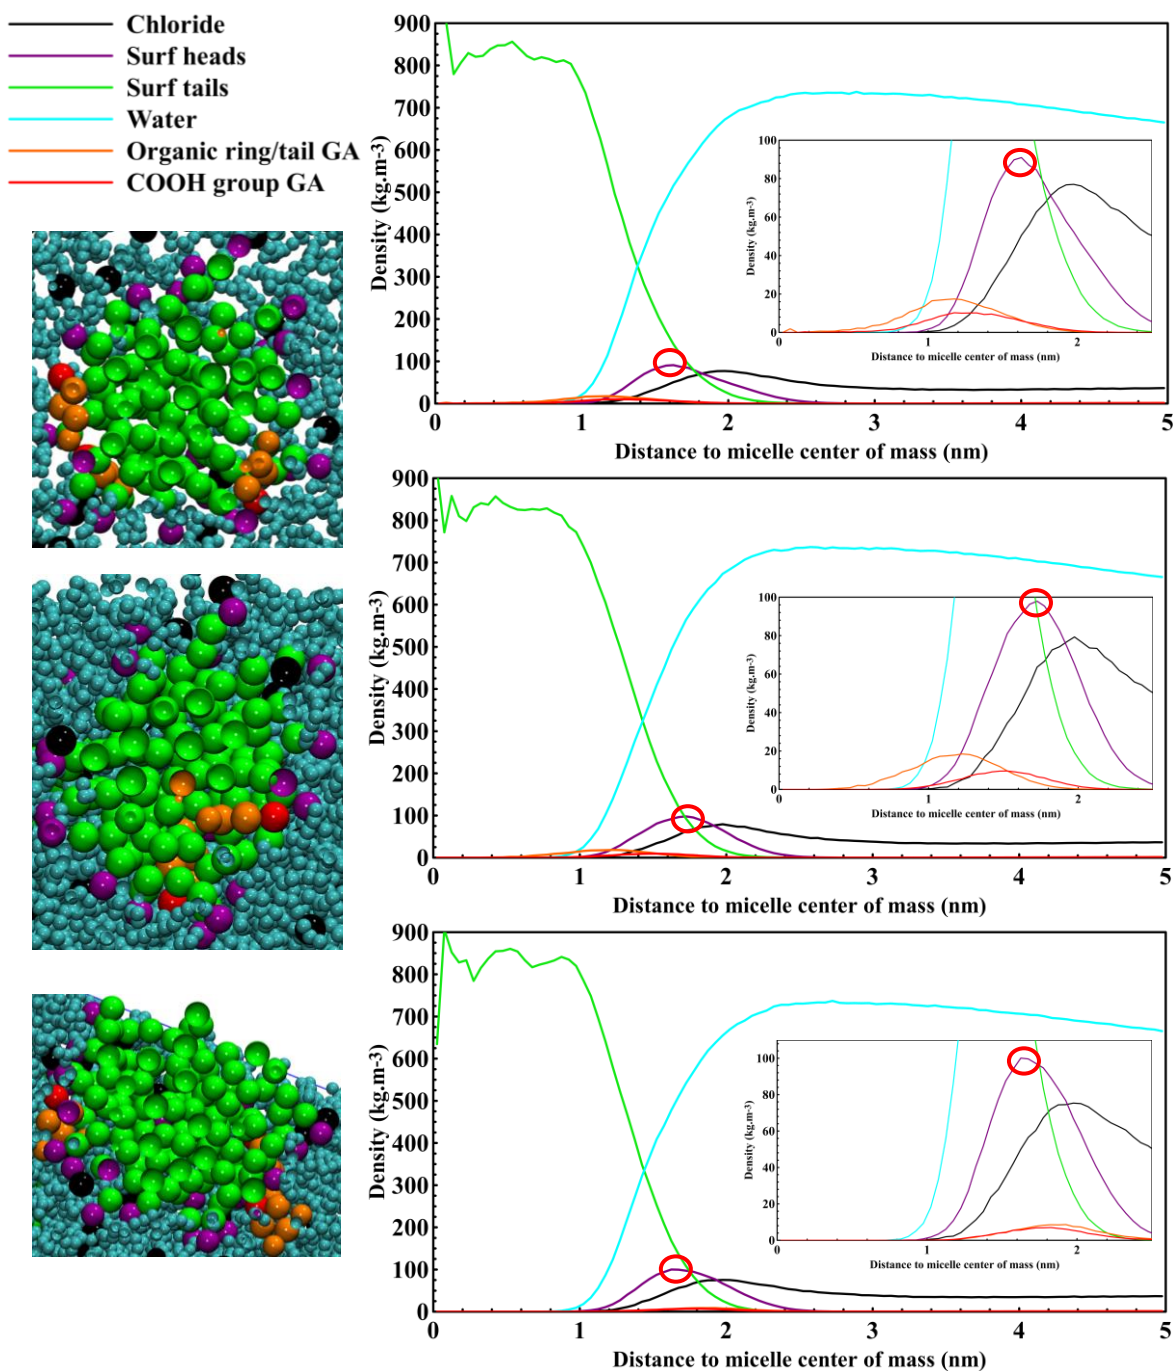 Chloride
Surf heads
Surf tails
Water
Organic ring/tail GA
COOH group GA
900
800
700
600
500
400
300
200
100
0
Density (kg.m-3)
0 1 2 3 4 5
Distance to micelle center of mass (nm)
100
80
60
40
20
0
Density (kg.m-3)
0 1 2
Distance to micelle center of mass (nm)
900
800
700
600
500
400
300
200
100
0
Density (kg.m-3)
0 1 2 3 4 5
Distance to micelle center of mass (nm)
100
80
60
40
20
0
Density (kg.m-3)
0 1 2
Distance to micelle center of mass (nm)
900
800
700
600
500
400
300
200
100
0
Density (kg.m-3)
0 1 2 3 4 5
Distance to micelle center of mass (nm)
100
80
60
40
20
0
Density (kg.m-3)
0 1 2
Distance to micelle center of mass (nm)